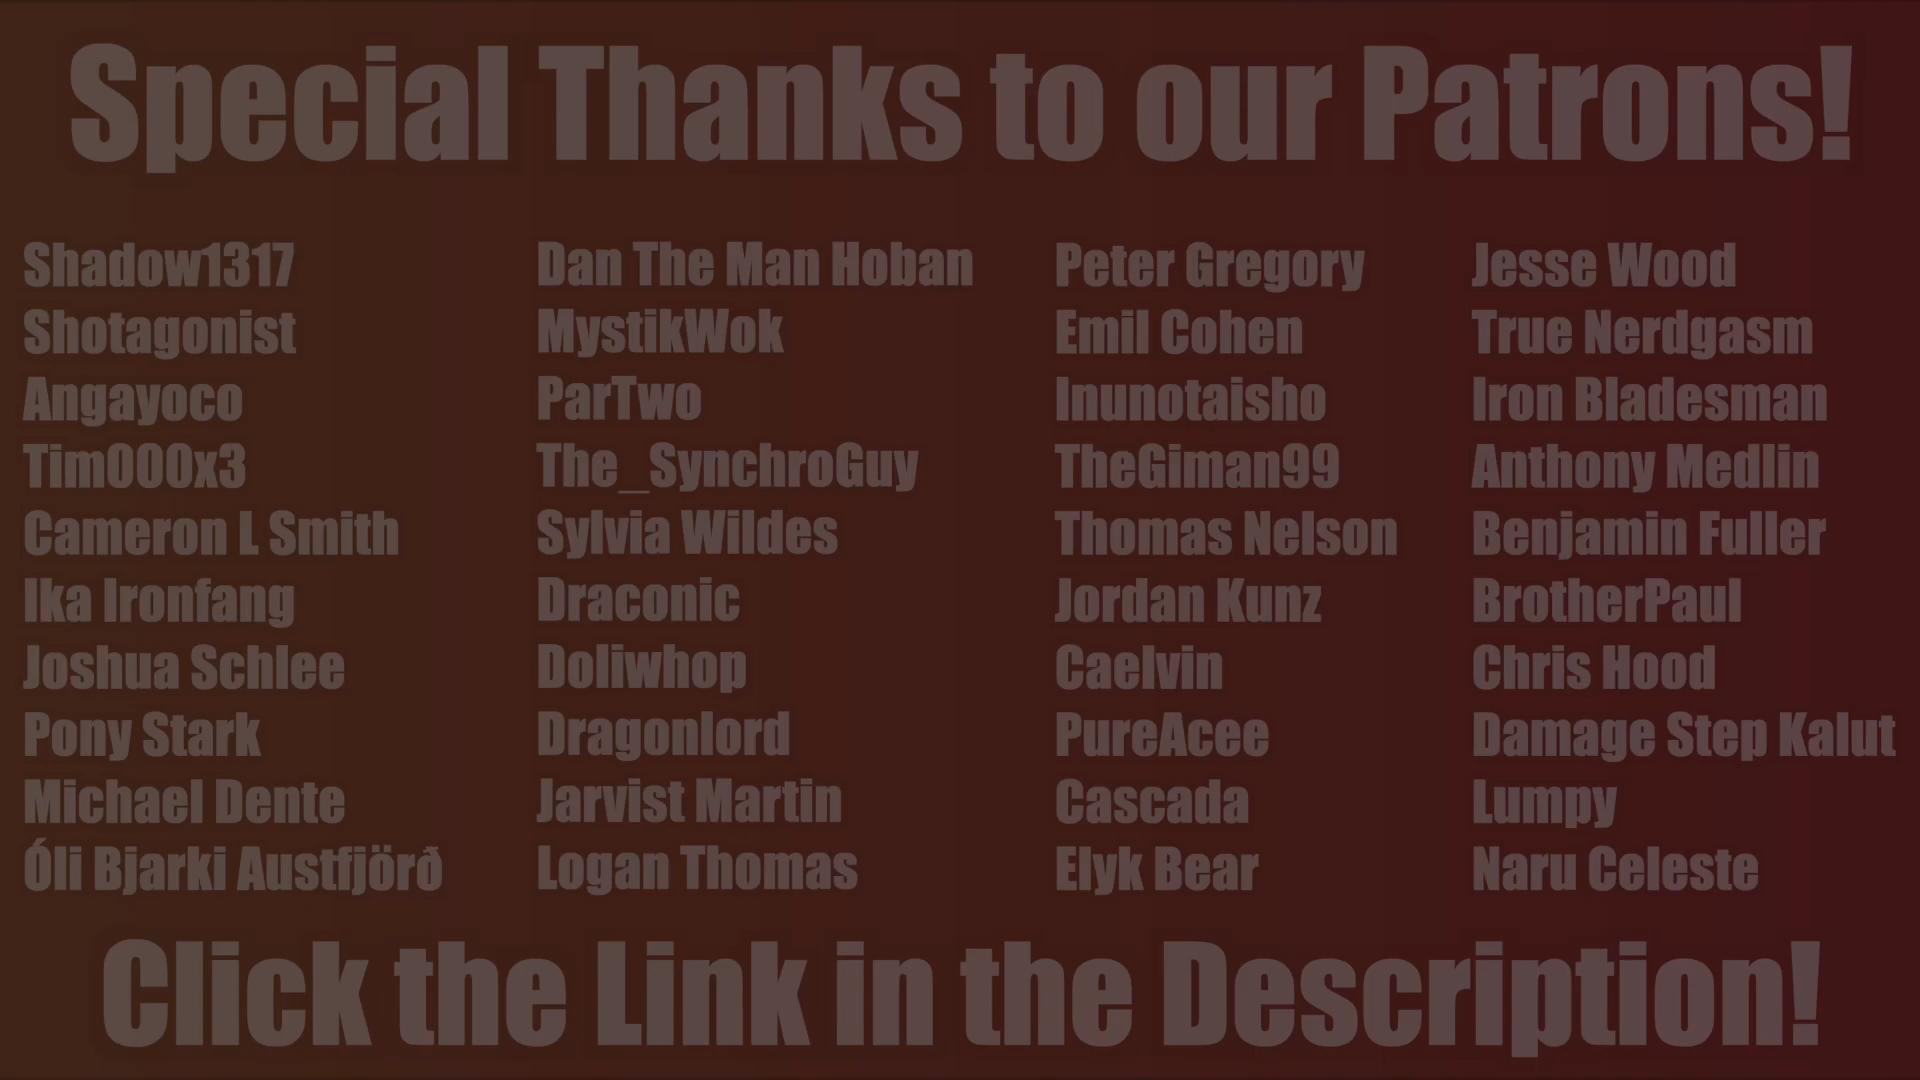 Special Thanks to our Patrons!
Shadow1317
Shotagonist
Angayoco
Tim000x3
Cameron L Smith
Ika Ironfang
Joshua Schlee
Pony Stark
Michael Dente
Óli Bjarki Austfjörð
Dan The Man Hoban
MystikWok
ParTwo
The_SynchroGuy
Sylvia Wildes
Draconic
Doliwhop
Dragonlord
Jarvist Martin
Logan Thomas
Peter Gregory
Emil Cohen
Inunotaisho
TheGiman99
Thomas Nelson
Jordan Kunz
Caelvin
PureAcee
Cascada
Elyk Bear
Jesse Wood
True Nerdgasm
Iron Bladesman
Anthony Medlin
Benjamin Fuller
BrotherPaul
Chris Hood
Damage Step Kalut
Lumpy
Naru Celeste
Click the Link in the Description!